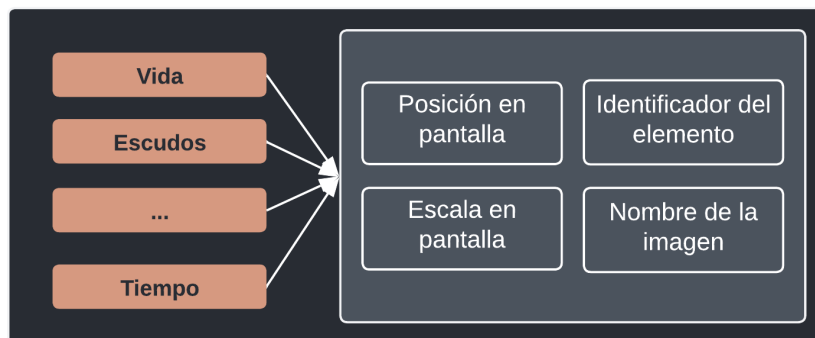 Vida
Escudos
...
Tiempo
Posición en
pantalla
Identificador del
elemento
Escala en
pantalla
Nombre de la
imagen